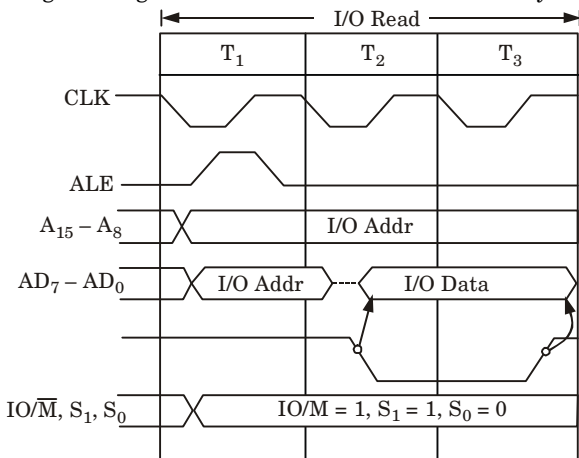 I/O Read
T₁ T₂ T₃
CLK
ALE
A₁₅ – A₈ I/O Addr
AD₇ – AD₀ I/O Addr I/O Data
IO/M̅, S₁, S₀ IO/M = 1, S₁ = 1, S₀ = 0